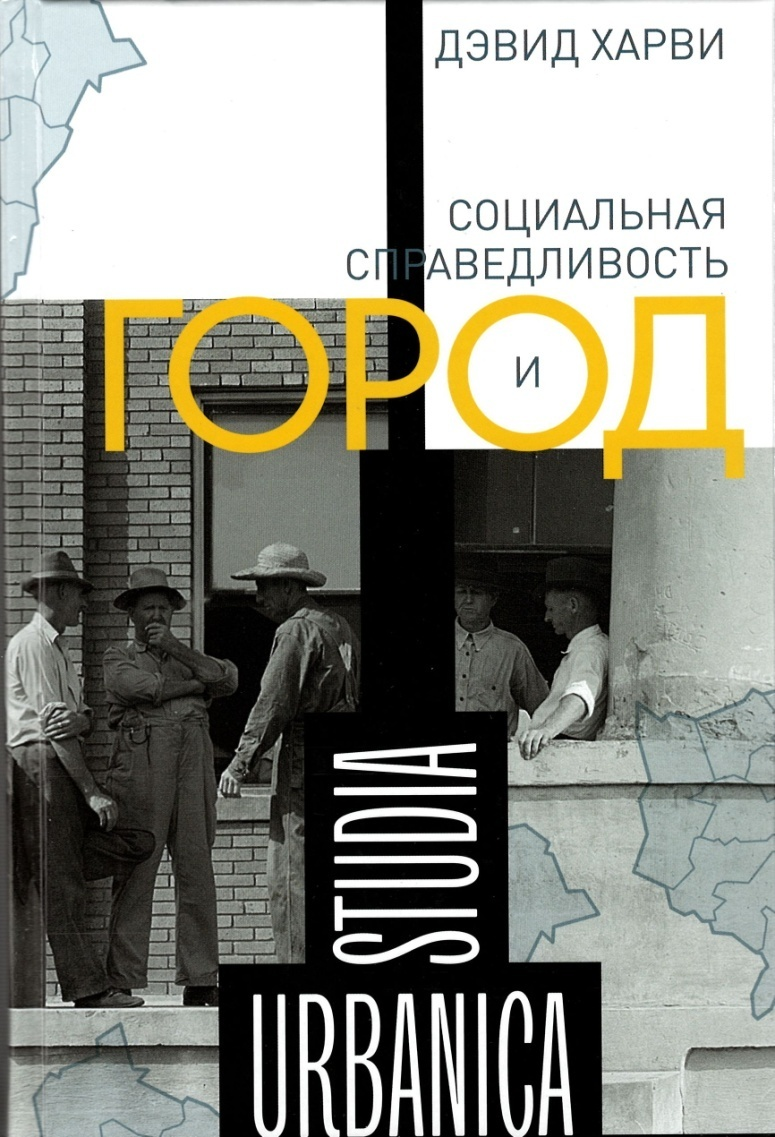 ДЭВИД ХАРВИ
СОЦИАЛЬНАЯ
СПРАВЕДЛИВОСТЬ
И
ГОРОД
STUDIA
URBANICA